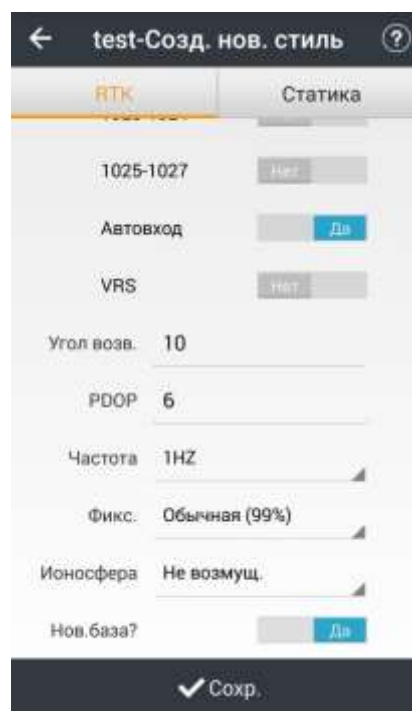 test-Созд. нов. стиль ?
RTK Статика
1025-1027 Нет
Автовход Да
VRS Нет
Угол возв. 10
PDOP 6
Частота 1HZ
Фикс. Обычная (99%)
Ионосфера Не возмущ.
Нов.база? Да
Сохр.